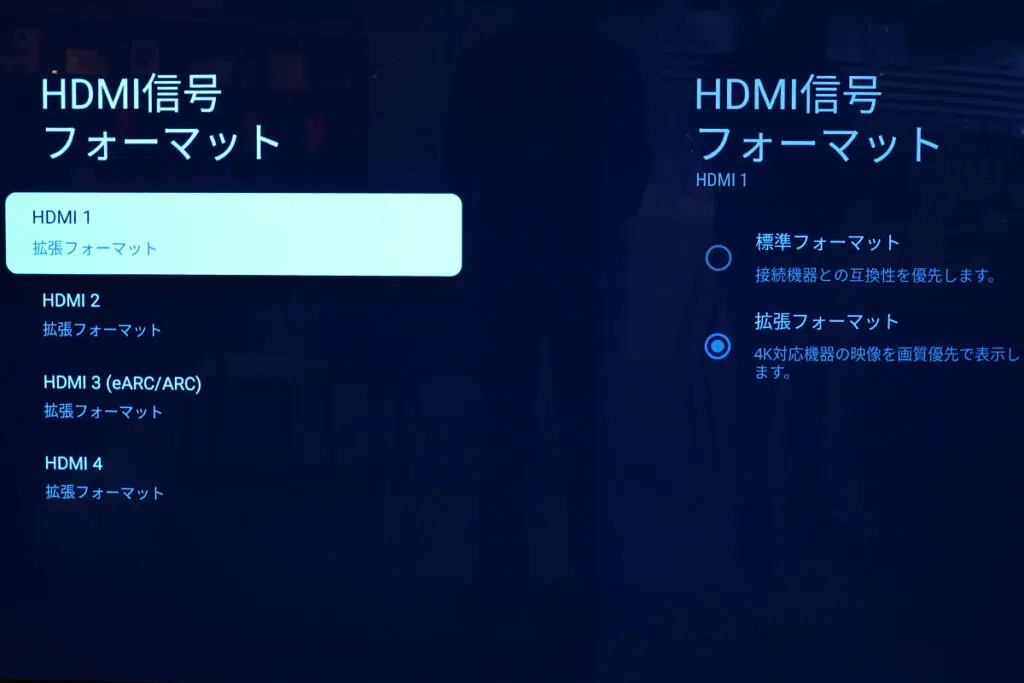 HDMI信号
フォーマット
HDMI 1
拡張フォーマット
HDMI 2
拡張フォーマット
HDMI 3 (eARC/ARC)
拡張フォーマット
HDMI 4
拡張フォーマット
HDMI信号
フォーマット
HDMI 1
標準フォーマット
接続機器との互換性を優先します。
拡張フォーマット
4K対応機器の映像を画質優先で表示し
ます。